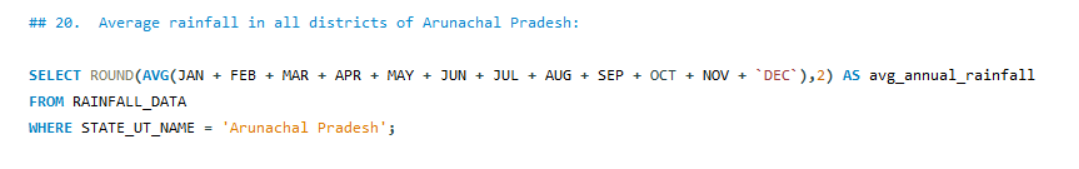 ## 20.  Average rainfall in all districts of Arunachal Pradesh:
SELECT ROUND(AVG(JAN + FEB + MAR + APR + MAY + JUN + JUL + AUG + SEP + OCT + NOV + `DEC`),2) AS avg_annual_rainfall
FROM RAINFALL_DATA
WHERE STATE_UT_NAME = 'Arunachal Pradesh';